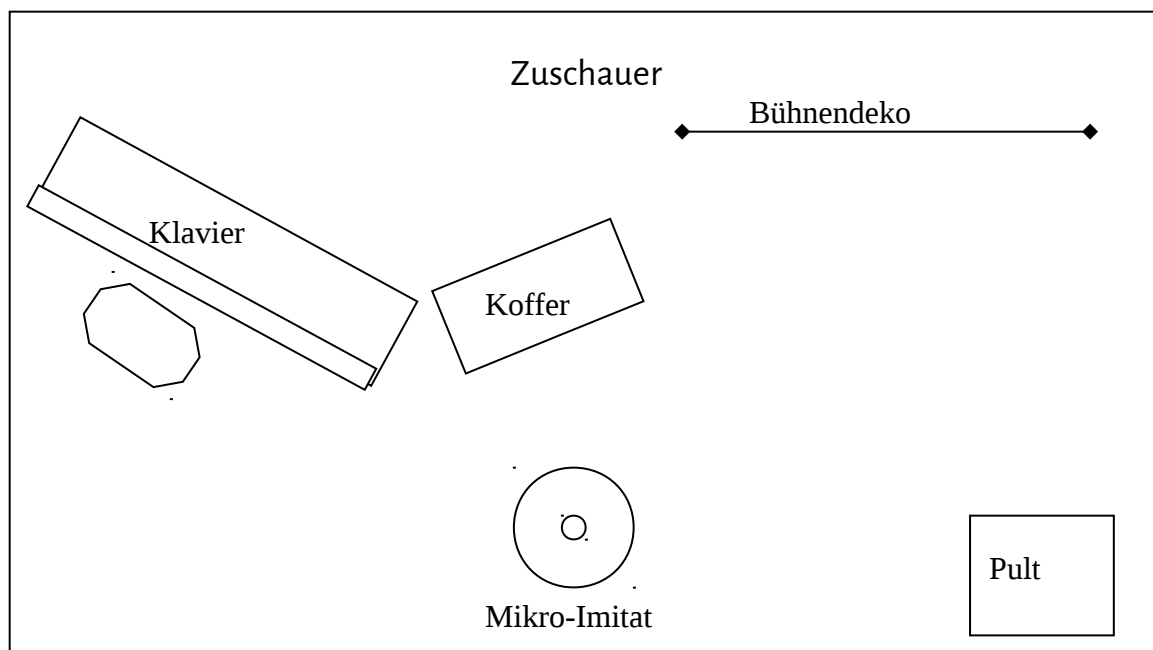 Zuschauer
Bühnendeko
Klavier
Koffer
Pult
Mikro-Imitat